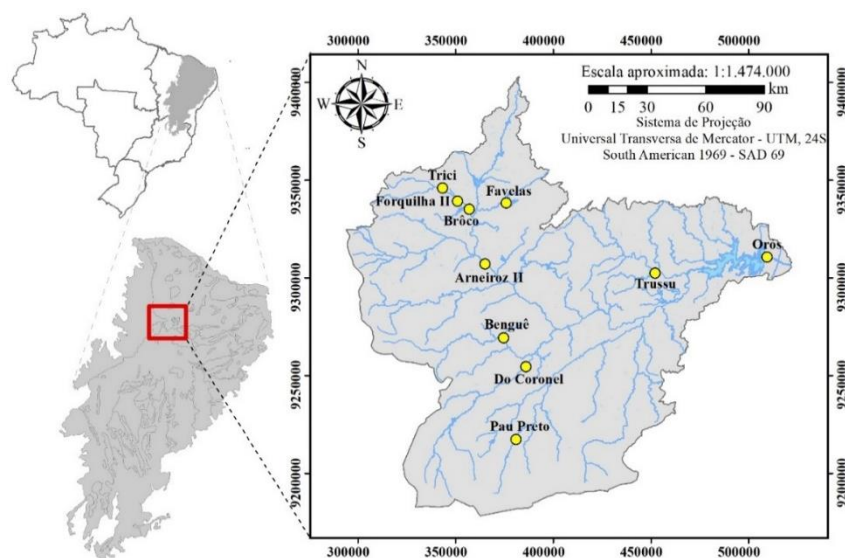 300000 350000 400000 450000 500000
N
W E
S
Escala aproximada: 1:1.474.000
km
0 15 30 60 90
Sistema de Projeção
Universal Transversa de Mercator - UTM, 24S
South American 1969 - SAD 69
9400000
9350000
9300000
9250000
9200000
Trici
Forquilha II
Favelas
Brôco
Orós
Arneiroz II
Trussu
Benguê
Do Coronel
Pau Preto
9400000
9350000
9300000
9250000
9200000
300000 350000 400000 450000 500000